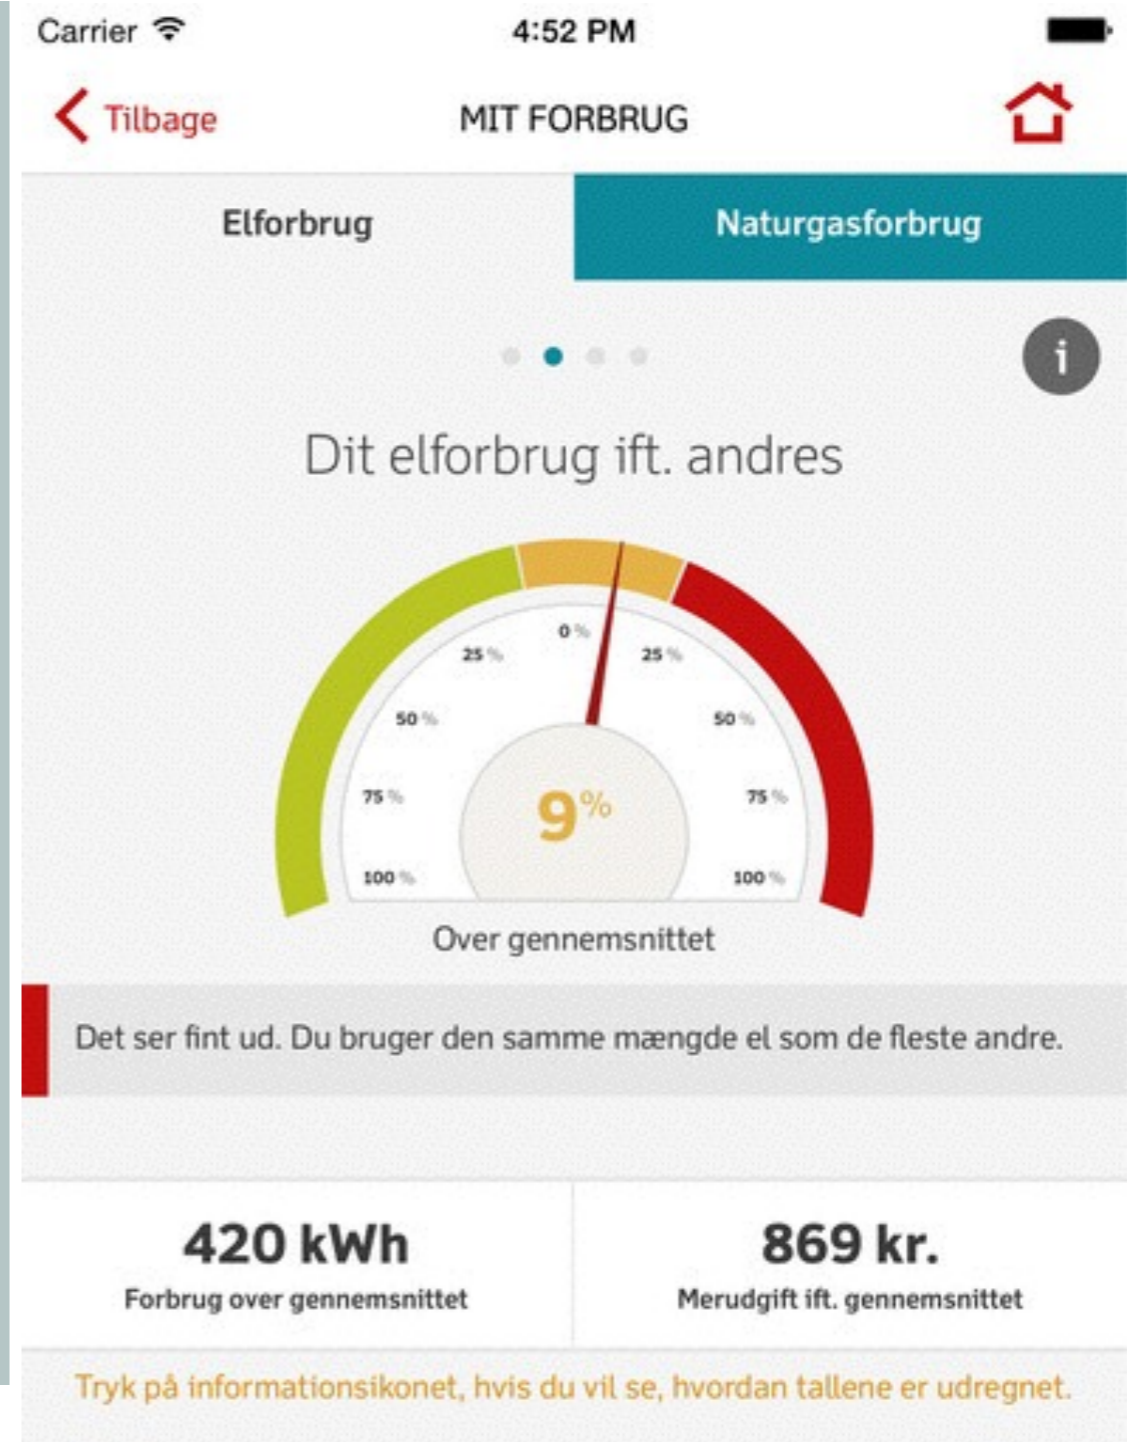 Carrier
4:52 PM
Tilbage
MIT FORBRUG
Elforbrug
Naturgasforbrug
i
Dit elforbrug ift. andres
0 %
25 %
25 %
50 %
50 %
75 %
75 %
100 %
100 %
9%
Over gennemsnittet
Det ser fint ud. Du bruger den samme mængde el som de fleste andre.
420 kWh
Forbrug over gennemsnittet
869 kr.
Merudgift ift. gennemsnittet
Tryk på informationsikonet, hvis du vil se, hvordan tallene er udregnet.